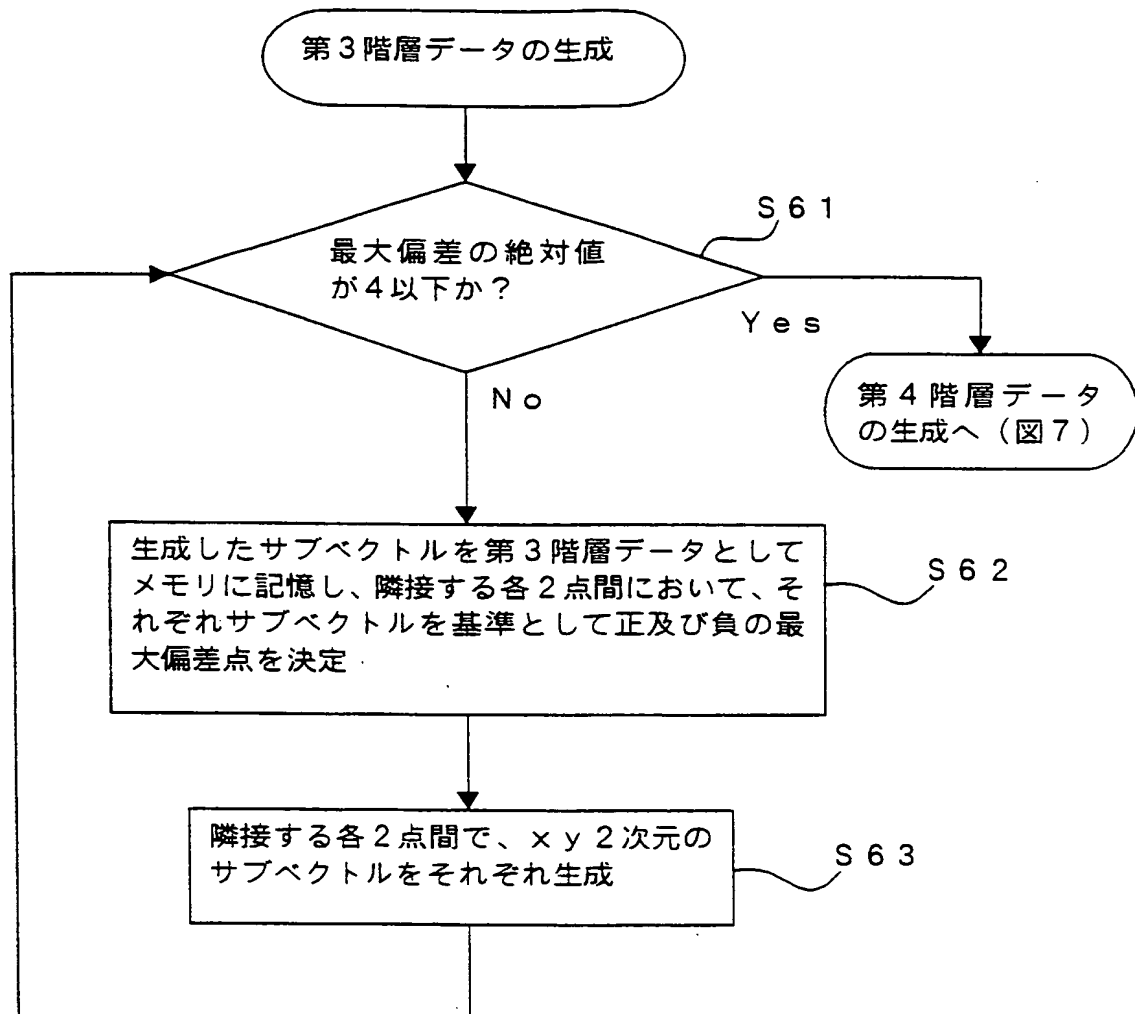 第3階層データの生成
S61
最大偏差の絶対値
が4以下か?
Yes
No
第4階層データ
の生成へ(図7)
生成したサブベクトルを第3階層データとして
メモリに記憶し、隣接する各2点間において、そ
れぞれサブベクトルを基準として正及び負の最
大偏差点を決定
S62
隣接する各2点間で、xy2次元の
サブベクトルをそれぞれ生成
S63